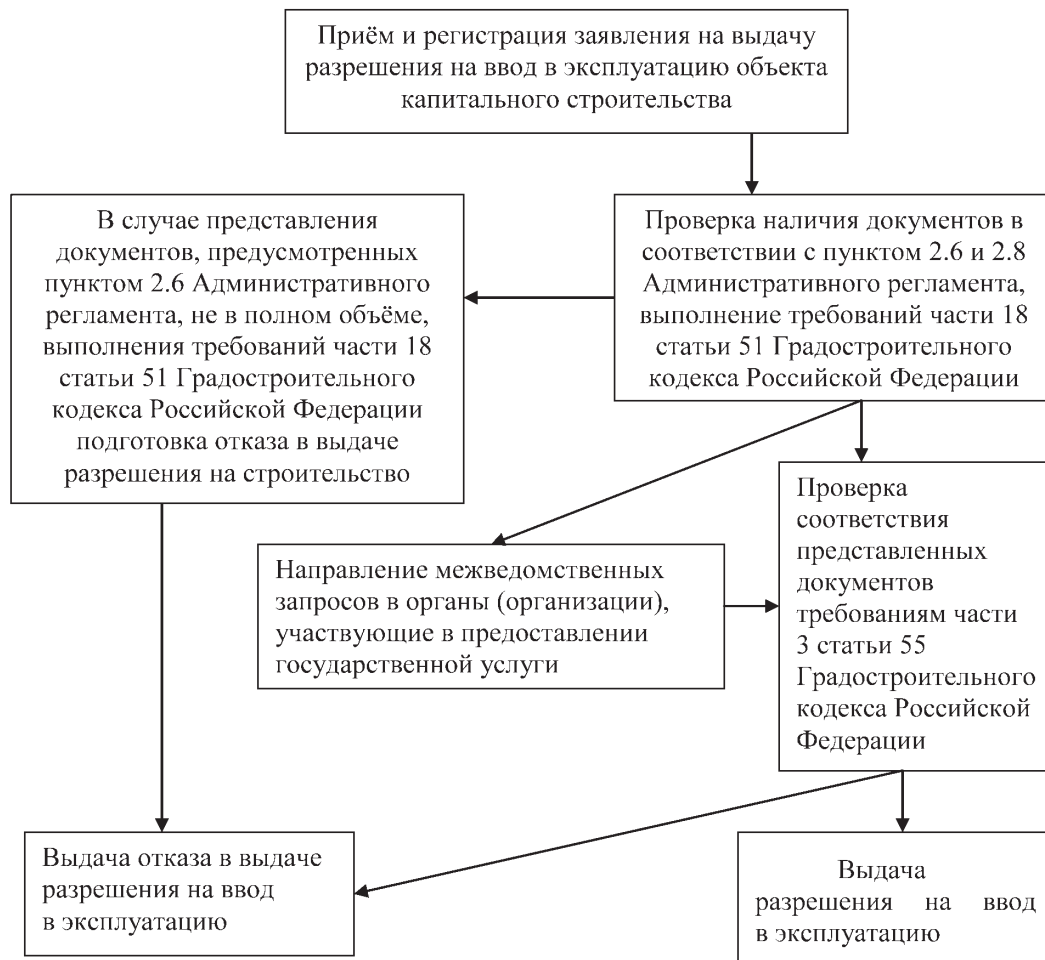 Приём и регистрация заявления на выдачу
разрешения на ввод в эксплуатацию объекта
капитального строительства
В случае представления
документов, предусмотренных
пунктом 2.6 Административного
регламента, не в полном объёме,
выполнения требований части 18
статьи 51 Градостроительного
кодекса Российской Федерации
подготовка отказа в выдаче
разрешения на строительство
Проверка наличия документов в
соответствии с пунктом 2.6 и 2.8
Административного регламента,
выполнение требований части 18
статьи 51 Градостроительного
кодекса Российской Федерации
Направление межведомственных
запросов в органы (организации),
участвующие в предоставлении
государственной услуги
Проверка
соответствия
представленных
документов
требованиям части
3 статьи 55
Градостроительного
кодекса Российской
Федерации
Выдача отказа в выдаче
разрешения на ввод
в эксплуатацию
Выдача
разрешения на ввод
в эксплуатацию